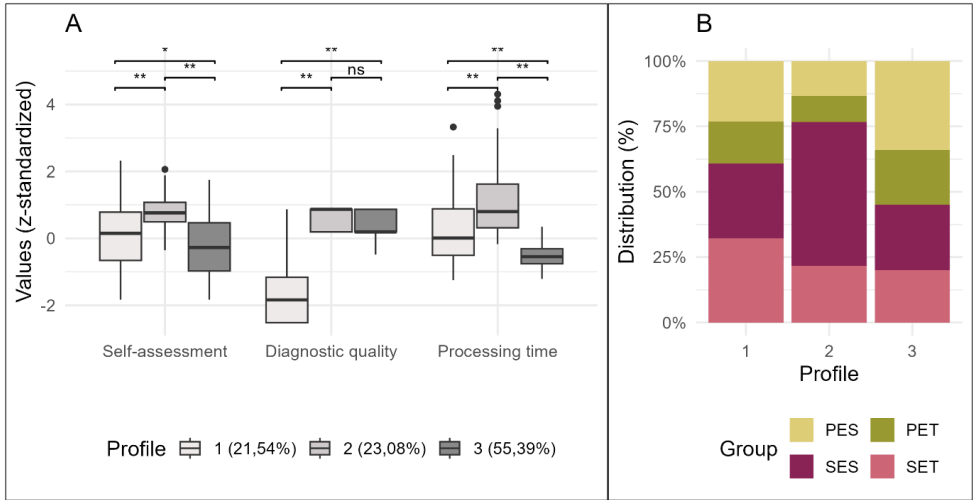 A
* ** **
** ** ** ns ** **
Values (z-standardized)
4
2
0
-2
Self-assessment Diagnostic quality Processing time
Profile 1 (21,54%) 2 (23,08%) 3 (55,39%)
B
Distribution (%)
100%
75%
50%
25%
0%
1 2 3
Profile
Group PES PET
SES SET